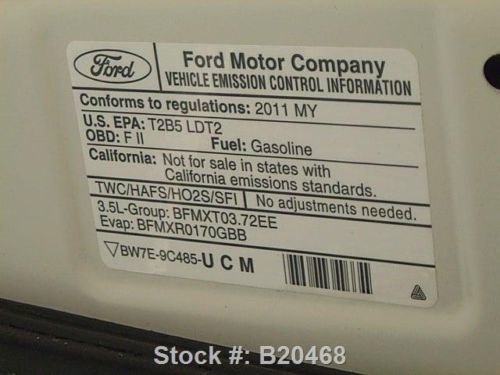 Ford
Ford Motor Company
VEHICLE EMISSION CONTROL INFORMATION
Conforms to regulations: 2011 MY
U.S. EPA: T2B5 LDT2
OBD: F II Fuel: Gasoline
California: Not for sale in states with
California emissions standards.
TWC/HAFS/HO2S/SFI No adjustments needed.
3.5L-Group: BFMXT03.72EE
Evap: BFMXR0170GBB
BW7E-9C485-U C M
Stock #: B20468